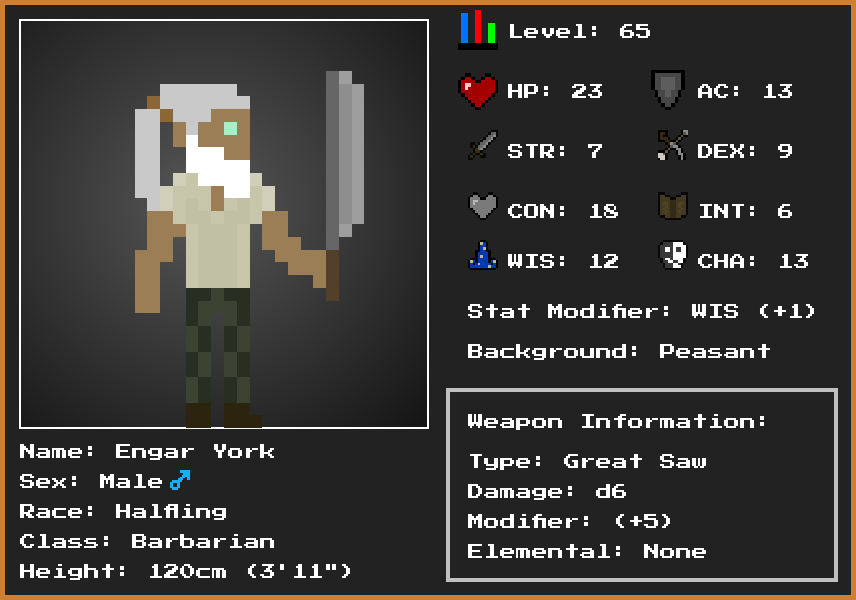 Level: 65
HP: 23
AC: 13
STR: 7
DEX: 9
CON: 18
INT: 6
WIS: 12
CHA: 13
Stat Modifier: WIS (+1)
Background: Peasant
Weapon Information:
Type: Great Saw
Damage: d6
Modifier: (+5)
Elemental: None
Name: Engar York
Sex: Male♂
Race: Halfling
Class: Barbarian
Height: 120cm (3'11")